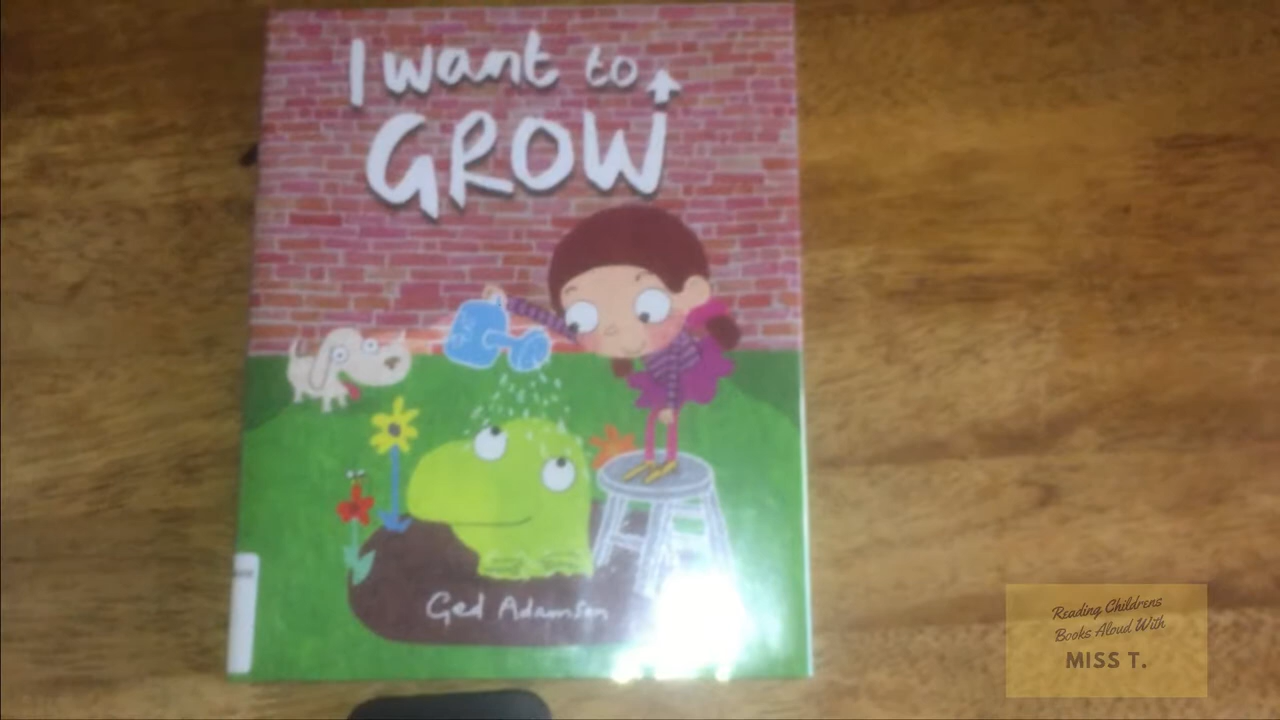 I want to
GROW
Ged Adamson
Reading Childrens
Books Aloud With
MISS T.